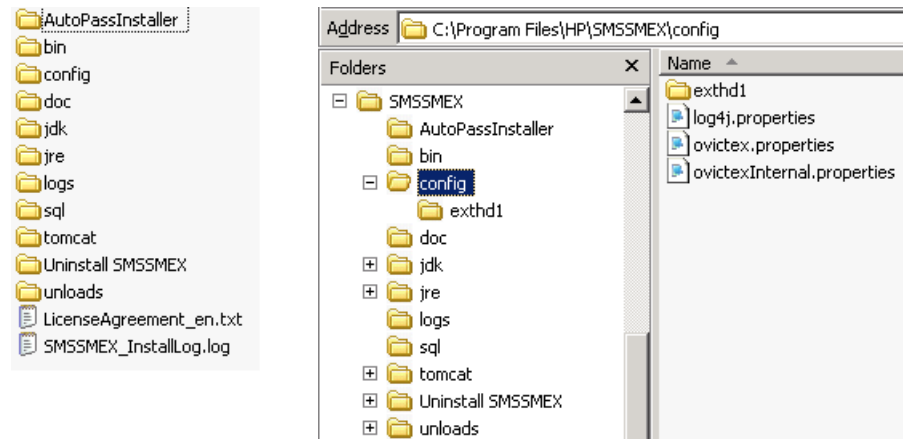 AutoPassInstaller
bin
config
doc
jdk
jre
logs
sql
tomcat
Uninstall SMSSMEX
unloads
LicenseAgreement_en.txt
SMSSMEX_InstallLog.log
Address C:\Program Files\HP\SMSSMEX\config
Folders
SMSSMEX
AutoPassInstaller
bin
config
exthd1
doc
jdk
jre
logs
sql
tomcat
Uninstall SMSSMEX
unloads
Name
exthd1
log4j.properties
ovictex.properties
ovictexInternal.properties